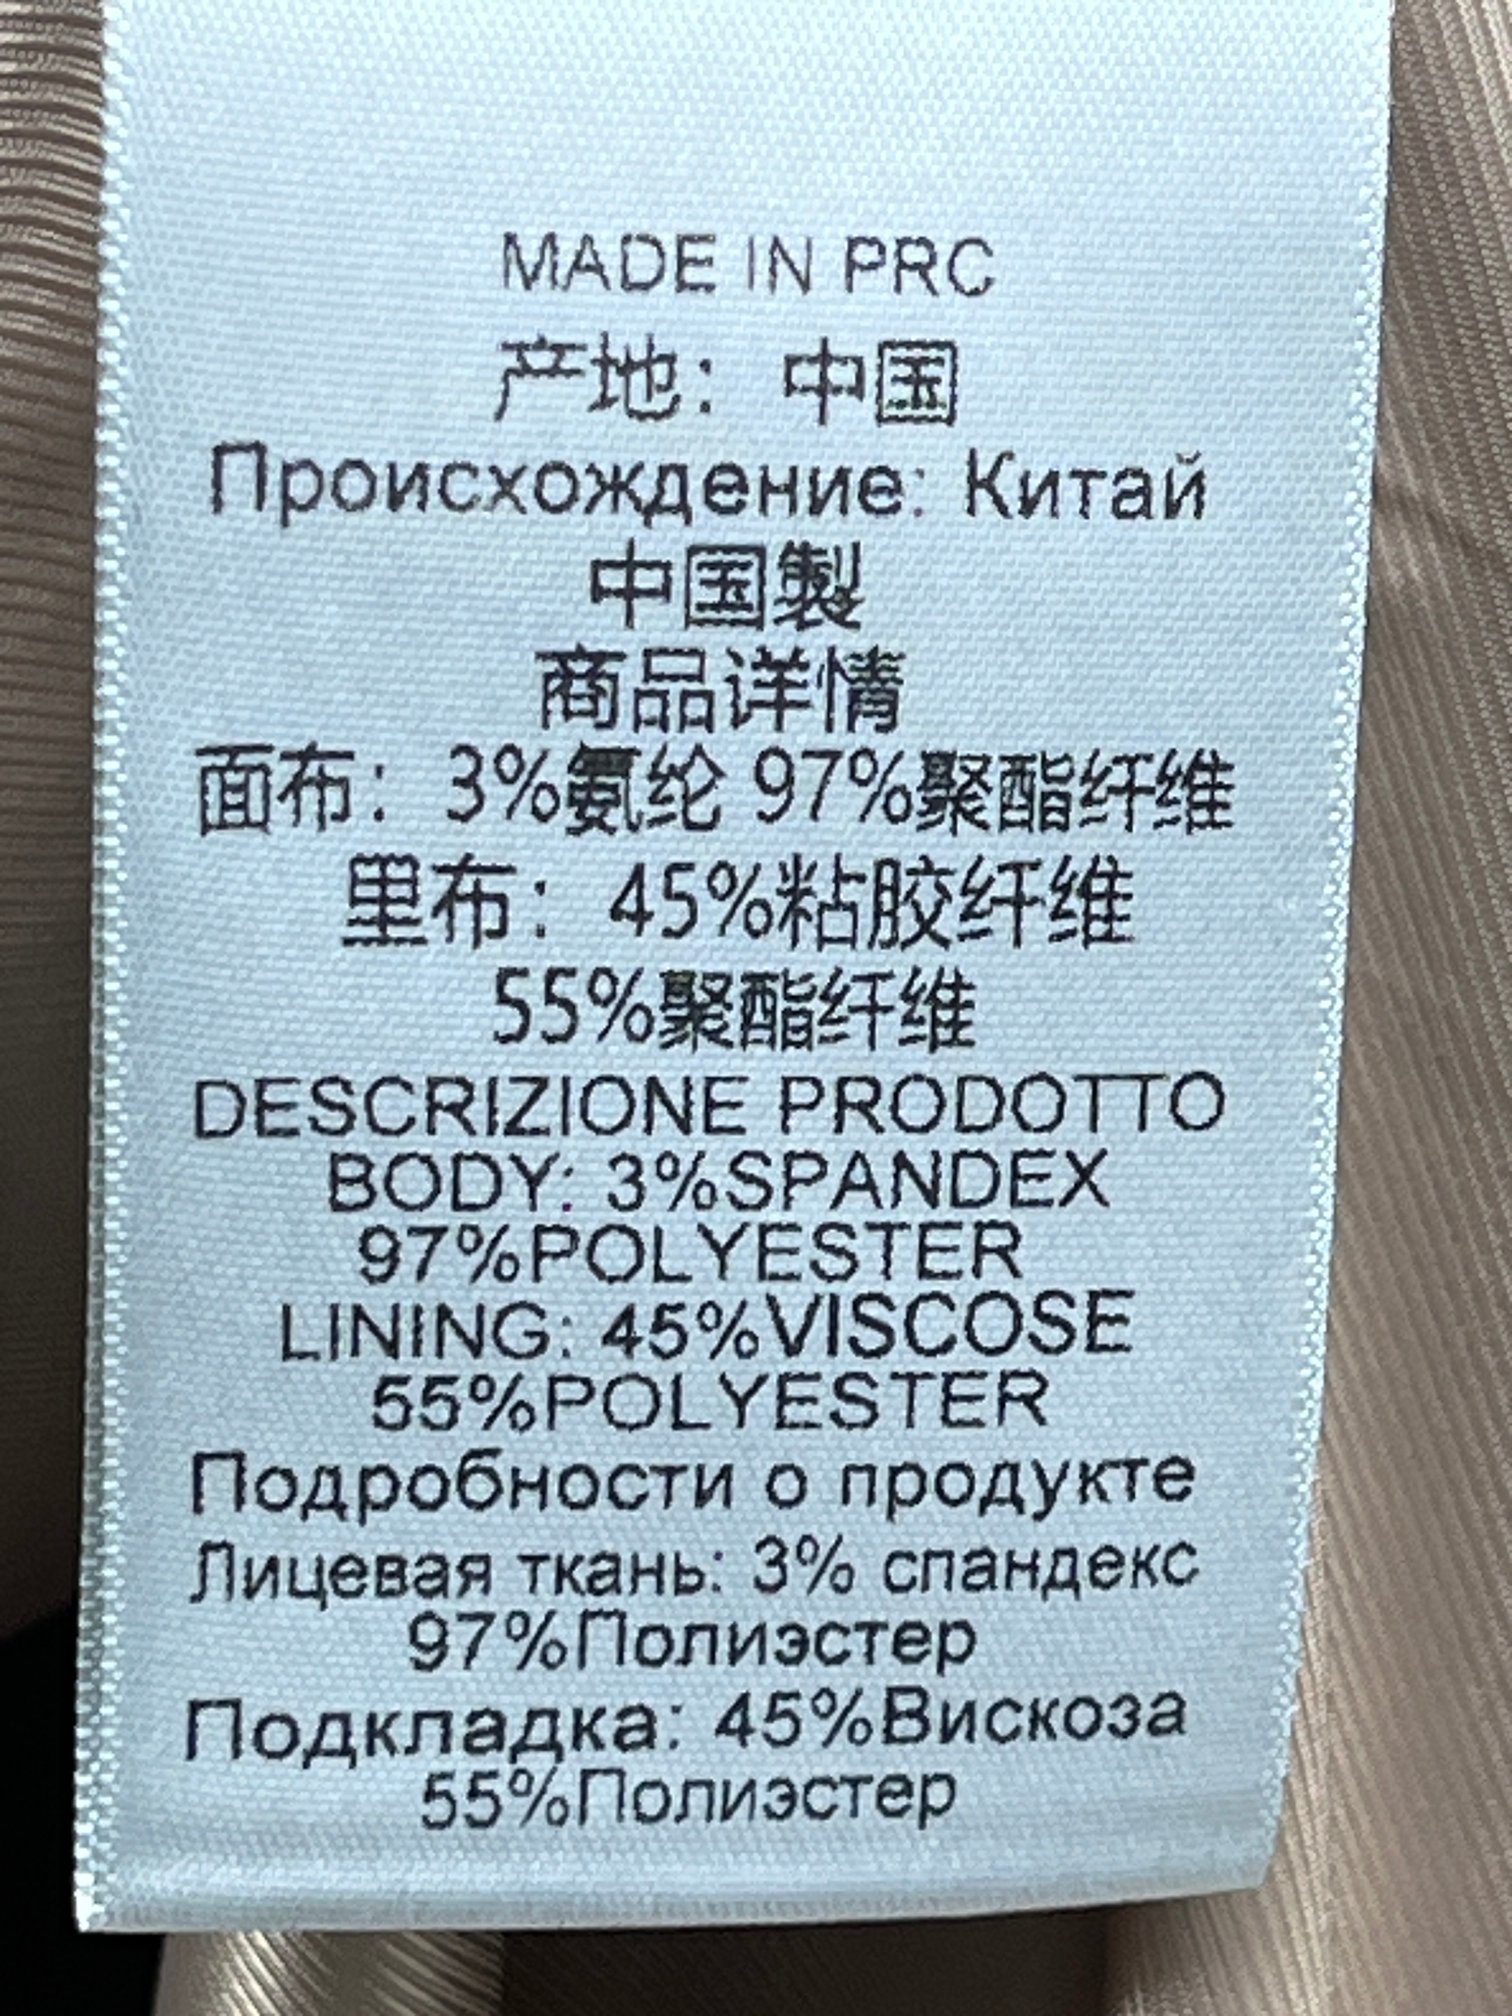 MADE IN PRC
产地：中国
Происхождение: Китай
中国製
商品详情
面布：3%氨纶 97%聚酯纤维
里布：45%粘胶纤维
55%聚酯纤维
DESCRIZIONE PRODOTTO
BODY: 3%SPANDEX
97%POLYESTER
LINING: 45%VISCOSE
55%POLYESTER
Подробности о продукте
Лицевая ткань: 3% спандекс
97%Полиэстер
Подкладка: 45%Вискоза
55%Полиэстер